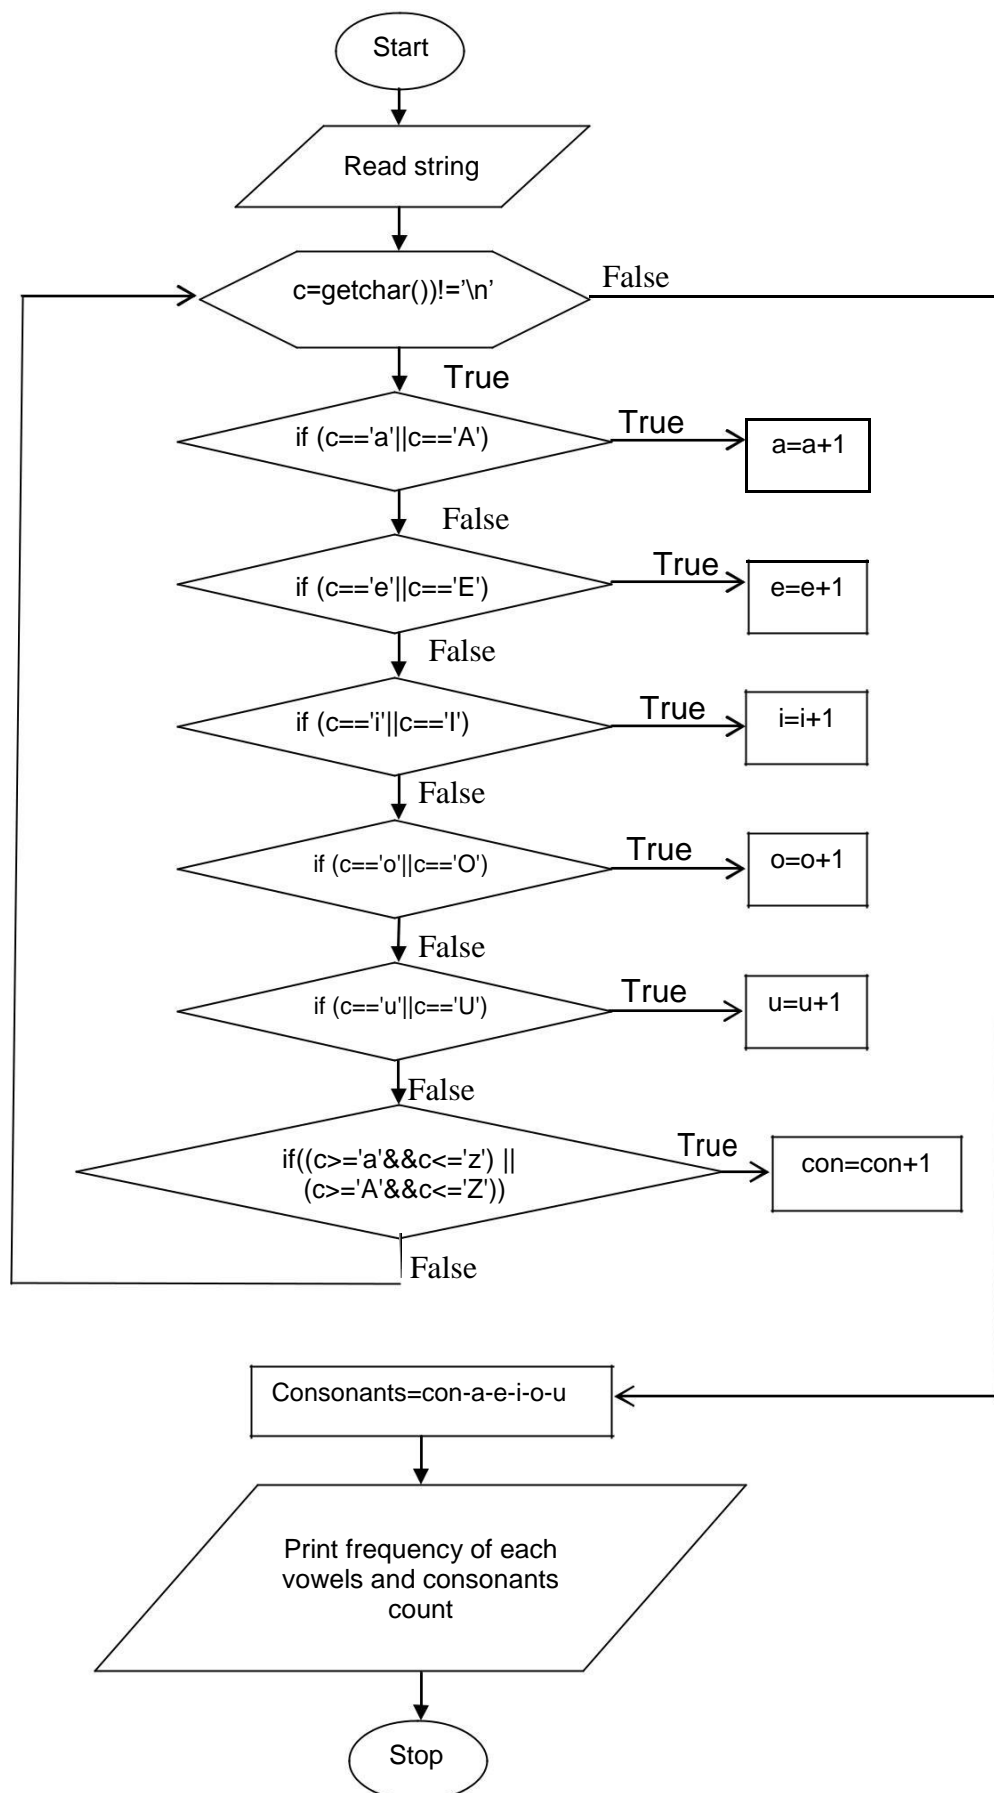 Start
Read string
c=getchar())!='\n’
False
True
if (c=='a'||c=='A')
True
a=a+1
False
if (c=='e'||c=='E')
True
e=e+1
False
if (c=='i'||c=='I')
True
i=i+1
False
if (c=='o'||c=='O')
True
o=o+1
False
if (c=='u'||c=='U')
True
u=u+1
False
if((c>='a'&&c<='z') ||
(c>='A'&&c<='Z'))
True
con=con+1
False
Consonants=con-a-e-i-o-u
Print frequency of each
vowels and consonants
count
Stop